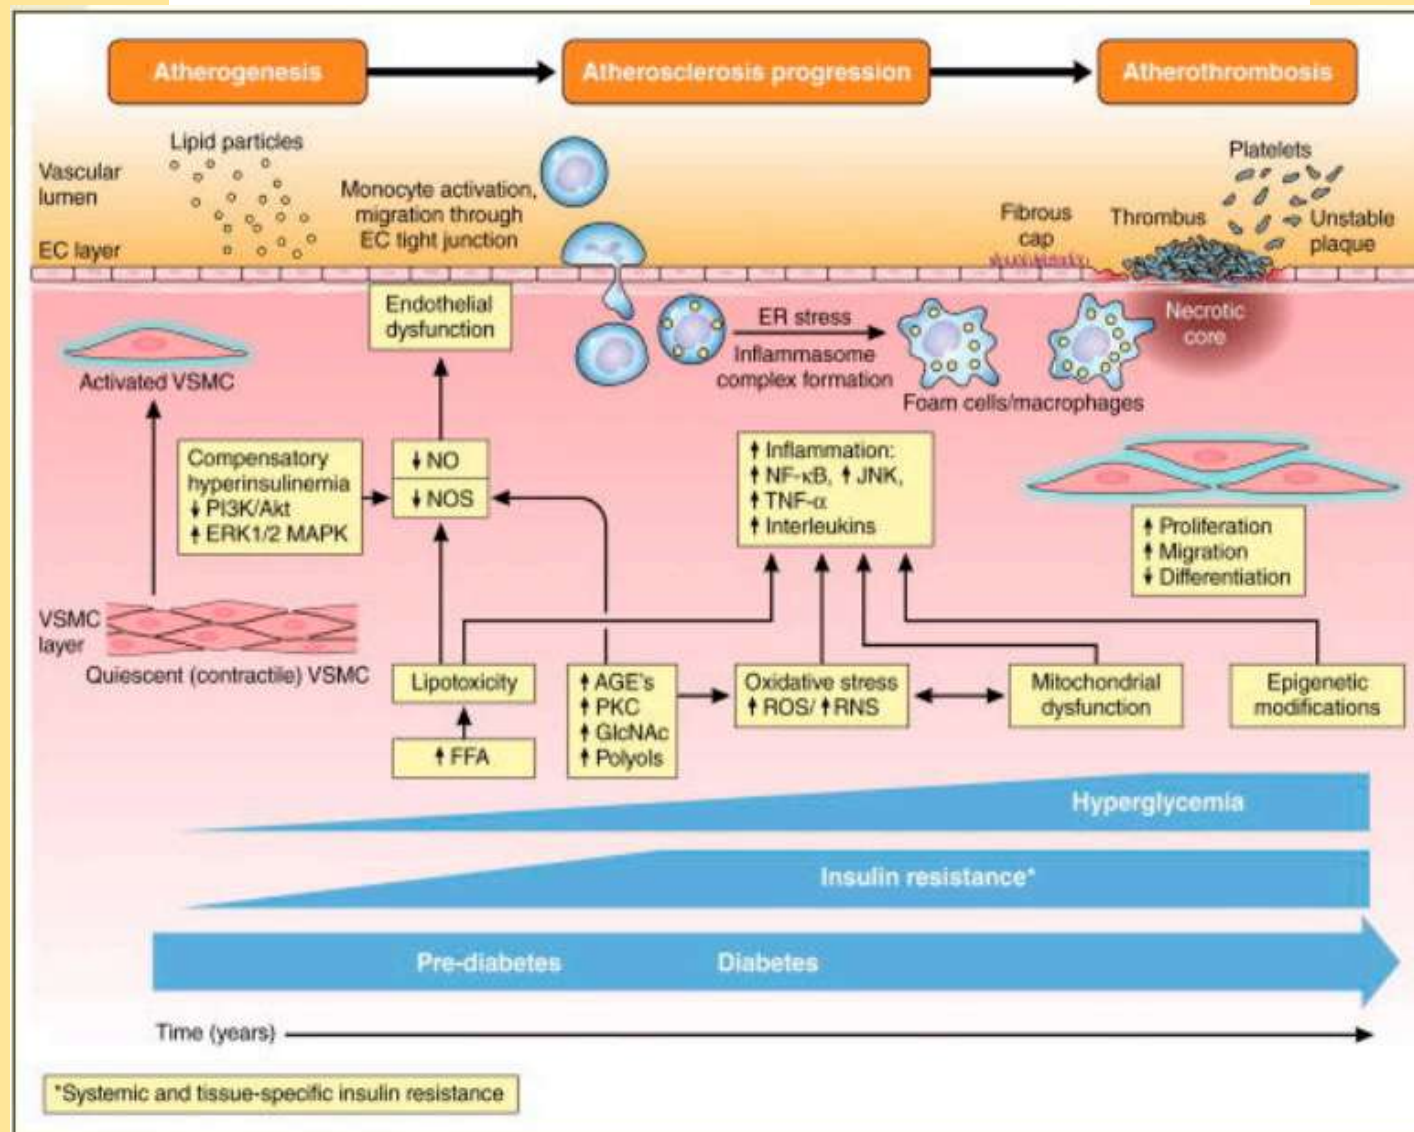 Atherogenesis
Atherosclerosis progression
Atherothrombosis
Lipid particles
Vascular
lumen
EC layer
Monocyte activation,
migration through
EC tight junction
Fibrous
cap
Platelets
Thrombus
Unstable
plaque
Endothelial
dysfunction
ER stress
Inflammasome
complex formation
Necrotic
core
Foam cells/macrophages
Activated VSMC
Compensatory
hyperinsulinemia
↓ PI3K/Akt
↑ ERK1/2 MAPK
↓ NO
↓ NOS
↑ Inflammation:
↑ NF-κB, ↑ JNK,
↑ TNF-α
↑ Interleukins
↑ Proliferation
↑ Migration
↓ Differentiation
VSMC
layer
Quiescent (contractile) VSMC
Lipotoxicity
↑ FFA
↑ AGE's
↑ PKC
↑ GlcNAc
↑ Polyols
Oxidative stress
↑ ROS/ ↑ RNS
Mitochondrial
dysfunction
Epigenetic
modifications
Hyperglycemia
Insulin resistance*
Pre-diabetes
Diabetes
Time (years)
*Systemic and tissue-specific insulin resistance